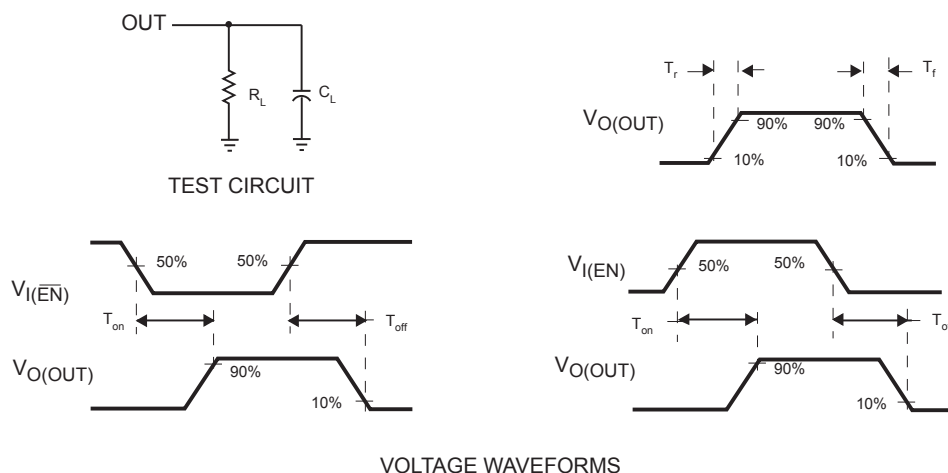 OUT
R_L
C_L
TEST CIRCUIT
T_r
T_f
V_O(OUT)
90%
90%
10%
10%
50%
50%
V_I(E̅N̅)
T_on
T_off
V_O(OUT)
90%
10%
50%
50%
V_I(EN)
T_on
T_o
V_O(OUT)
90%
10%
VOLTAGE WAVEFORMS